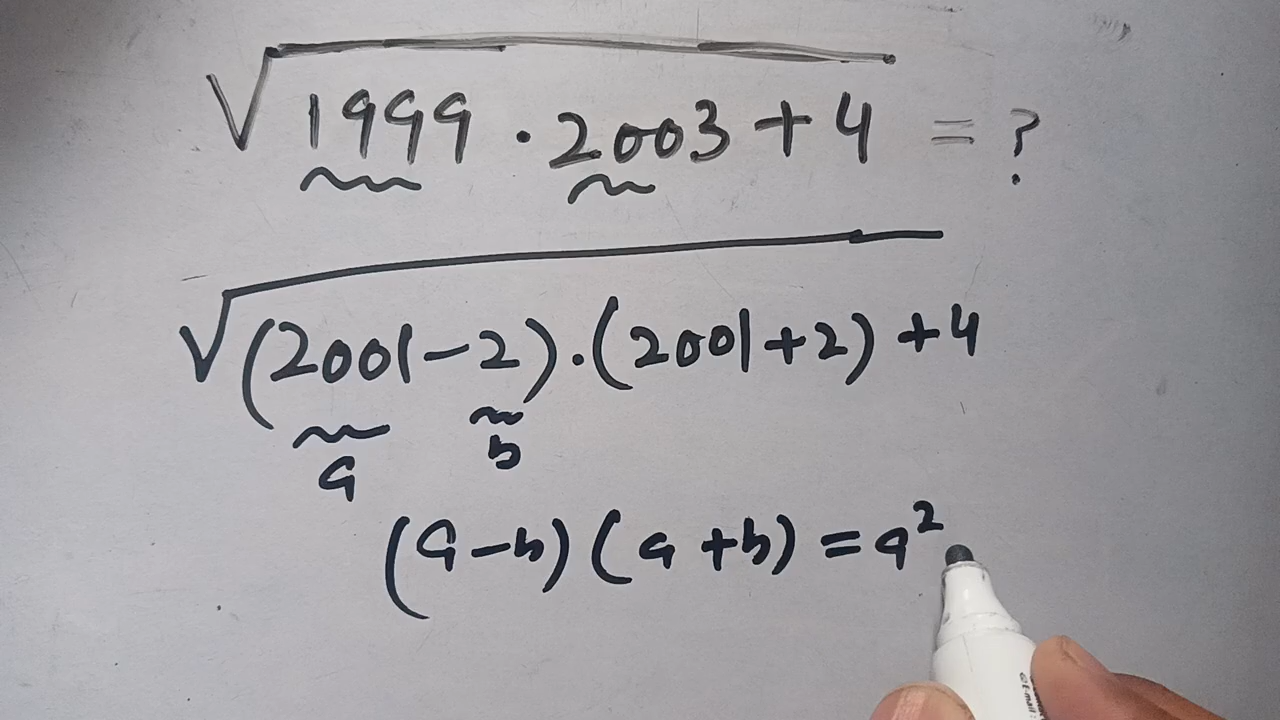 √1999 · 2003 + 4 = ?
√(2001 - 2) · (2001 + 2) + 4
a b
(a - b) (a + b) = a²